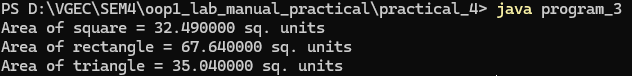 PS D:\VGEC\SEM4\oop1_lab_manual_practical\practical_4> java program_3
Area of square = 32.490000 sq. units
Area of rectangle = 67.640000 sq. units
Area of triangle = 35.040000 sq. units